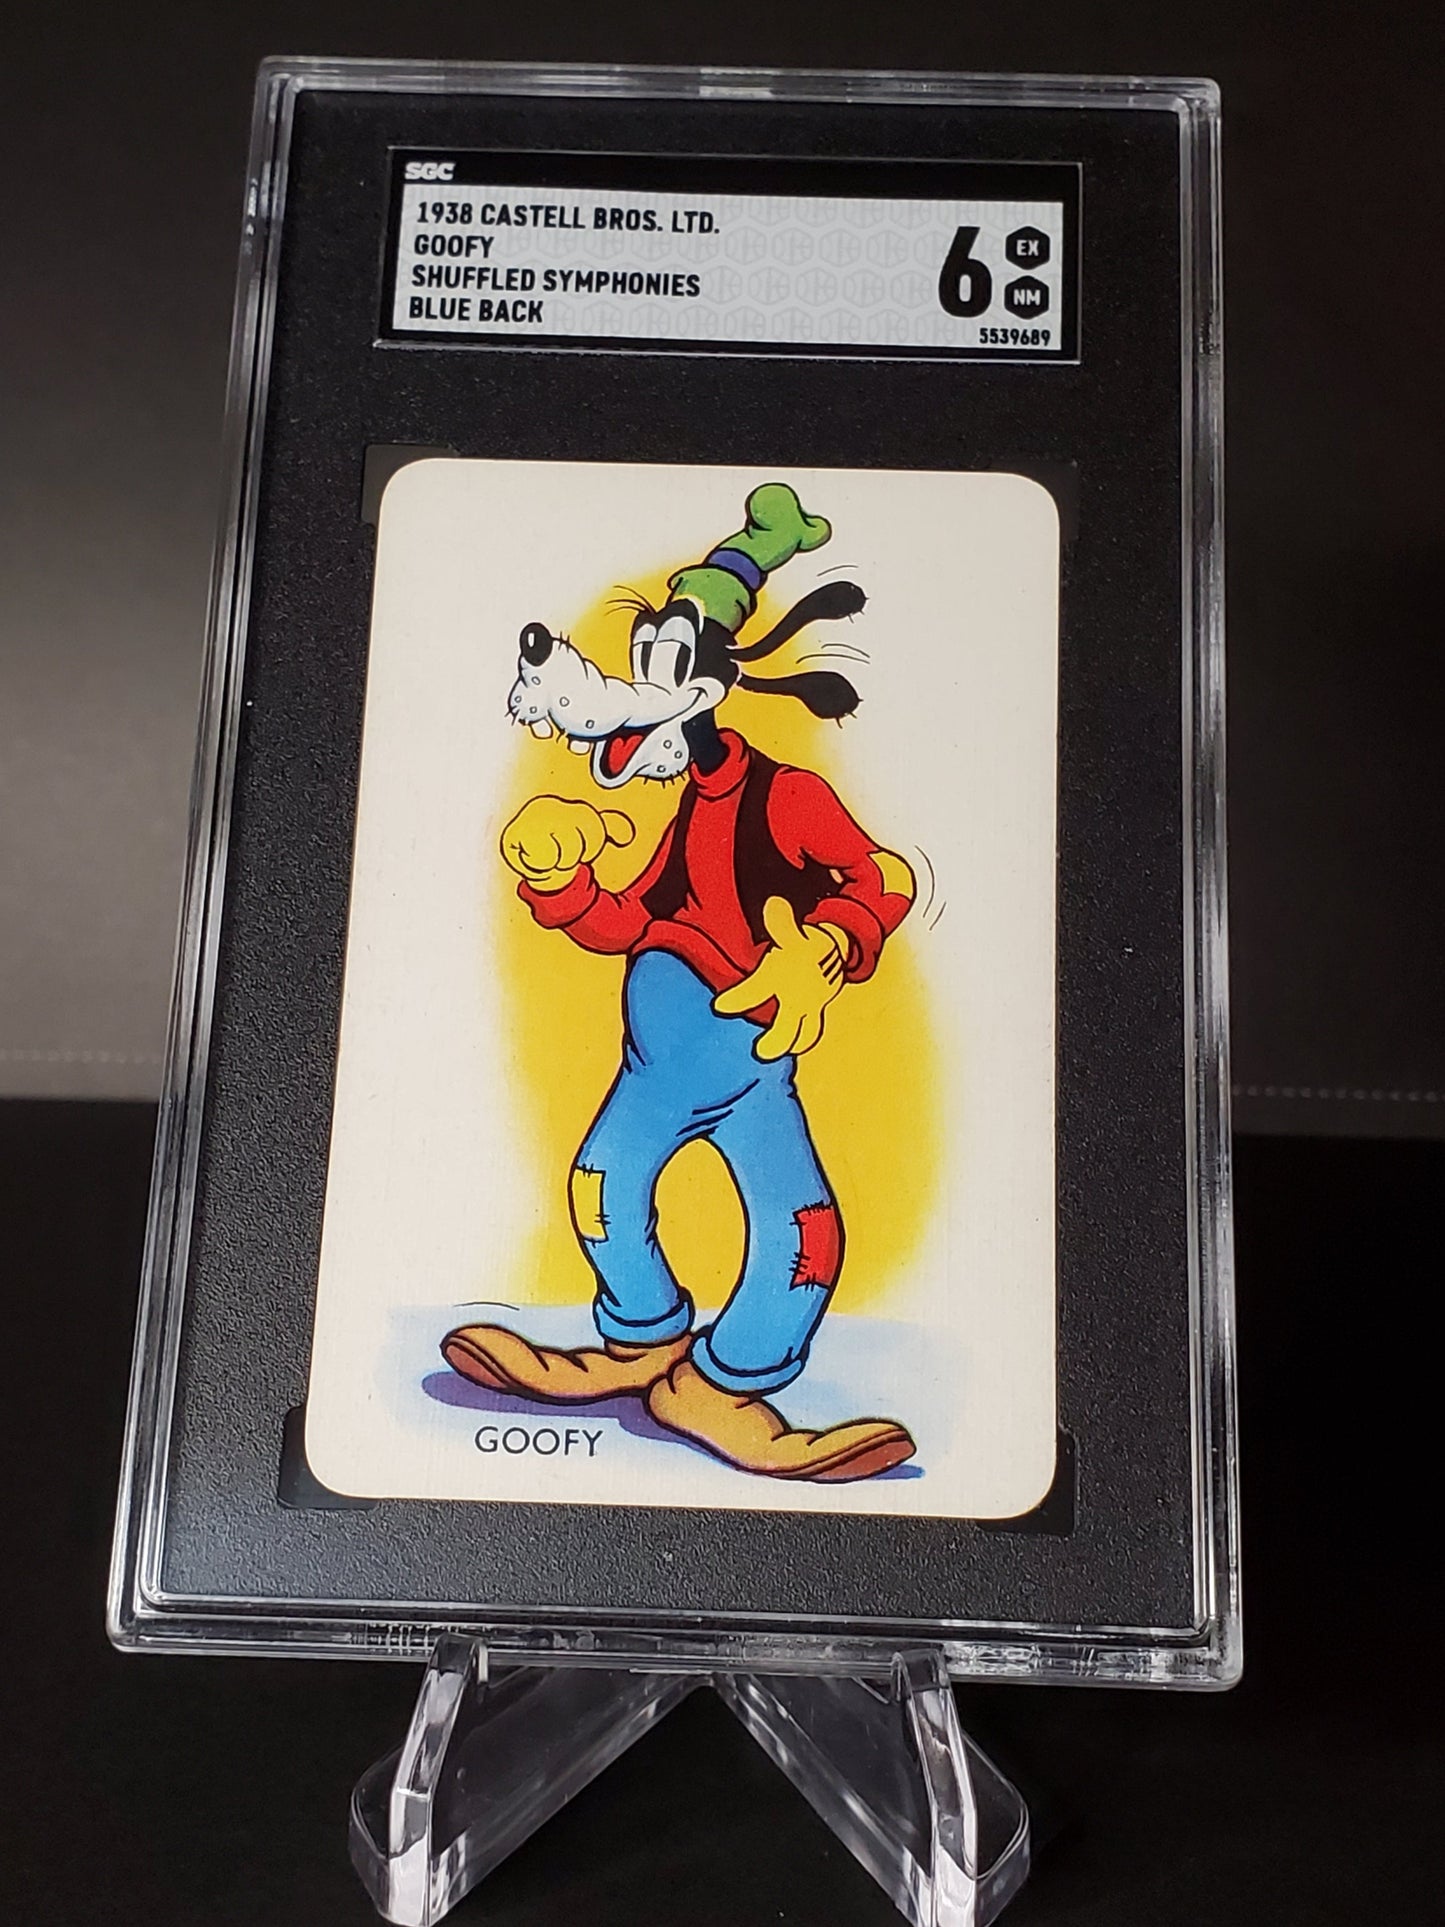 SGC
1938 CASTELL BROS. LTD.
GOOFY
SHUFFLED SYMPHONIES
BLUE BACK
6
EX
NM
5539689
GOOFY